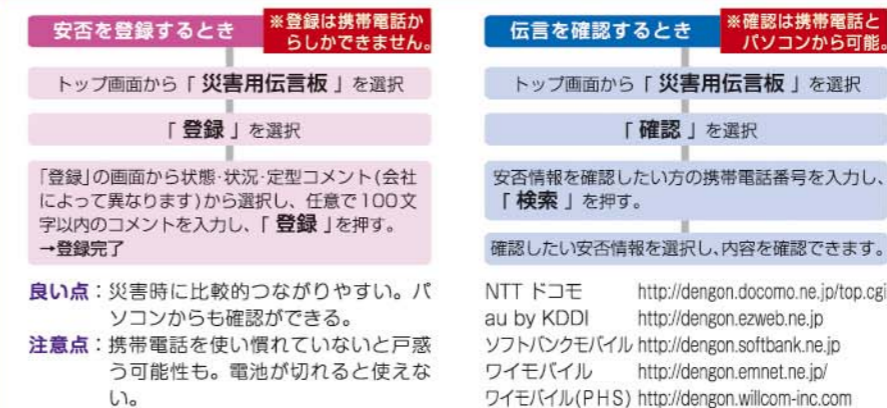 安否を登録するとき
※登録は携帯電話か
らしかできません。
トップ画面から「 災害用伝言板 」を選択
「 登録 」を選択
「登録」の画面から状態･状況･定型コメント(会社
によって異なります)から選択し、任意で100文
字以内のコメントを入力し、「 登録 」を押す。
→登録完了
良い点：災害時に比較的つながりやすい。パ
ソコンからも確認ができる。
注意点：携帯電話を使い慣れていないと戸惑
う可能性も。電池が切れると使えな
い。
伝言を確認するとき
※確認は携帯電話と
パソコンから可能。
トップ画面から「 災害用伝言板 」を選択
「 確認 」を選択
安否情報を確認したい方の携帯電話番号を入力し、
「 検索 」を押す。
確認したい安否情報を選択し、内容を確認できます。
NTT ドコモ http://dengon.docomo.ne.jp/top.cgi
au by KDDI http://dengon.ezweb.ne.jp
ソフトバンクモバイル http://dengon.softbank.ne.jp
ワイモバイル http://dengon.emnet.ne.jp/
ワイモバイル(PHS) http://dengon.willcom-inc.com